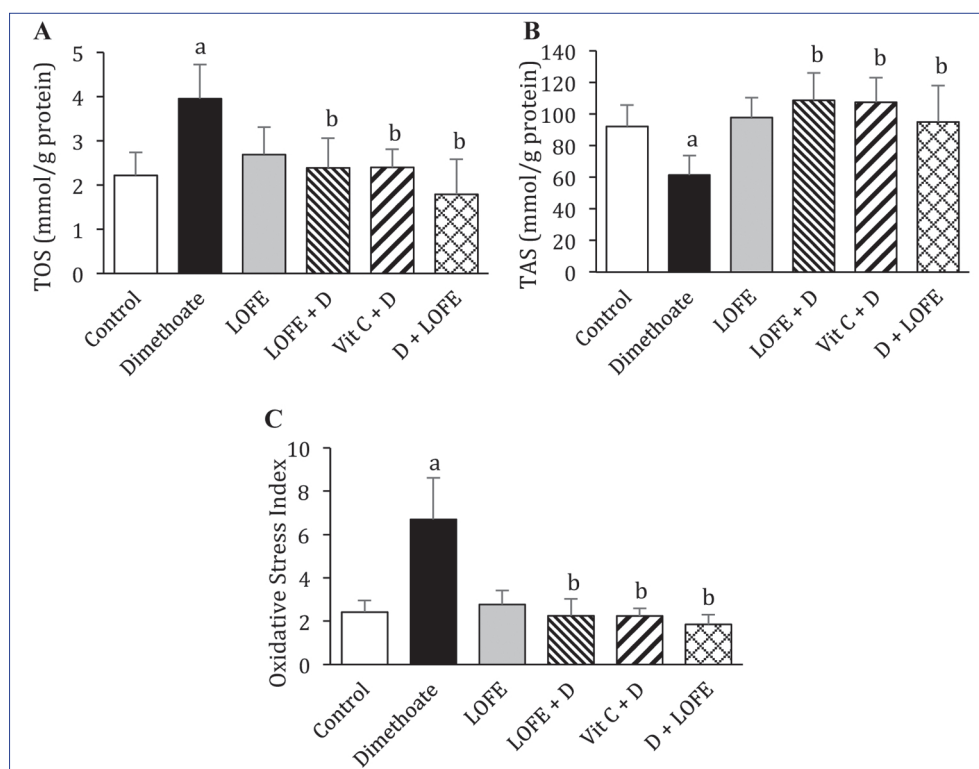 A
TOS (mmol/g protein)
5
4
3
2
1
0
a
b
b
b
Control
Dimethoate
LOFE
LOFE + D
Vit C + D
D + LOFE
B
TAS (mmol/g protein)
140
120
100
80
60
40
20
0
a
b
b
b
Control
Dimethoate
LOFE
LOFE + D
Vit C + D
D + LOFE
C
Oxidative Stress Index
10
8
6
4
2
0
a
b
b
b
Control
Dimethoate
LOFE
LOFE + D
Vit C + D
D + LOFE